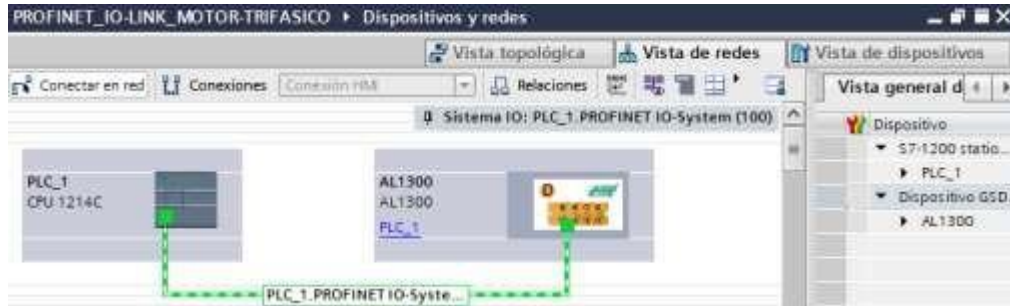 PROFINET_IO-LINK_MOTOR-TRIFASICO ▸ Dispositivos y redes
Vista topológica Vista de redes Vista de dispositivos
Conectar en red Conexiones Conexión HMI Relaciones Vista general d
Sistema IO: PLC_1.PROFINET IO-System (100)
Dispositivo
S7-1200 statio...
PLC_1
Dispositivo GSD
AL1300
PLC_1
CPU 1214C
AL1300
AL1300
PLC_1
PLC_1.PROFINET IO-Syste...